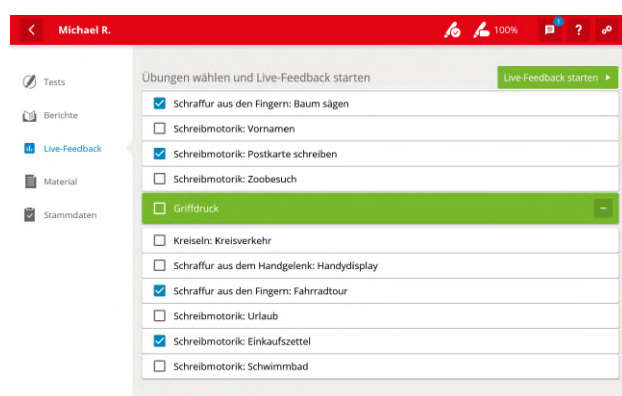 Michael R.
100%
1
?
Tests
Berichte
Live-Feedback
Material
Stammdaten
Übungen wählen und Live-Feedback starten
Live-Feedback starten
Schraffur aus den Fingern: Baum sägen
Schreibmotorik: Vornamen
Schreibmotorik: Postkarte schreiben
Schreibmotorik: Zoobesuch
Griffdruck
Kreiseln: Kreisverkehr
Schraffur aus dem Handgelenk: Handydisplay
Schraffur aus den Fingern: Fahrradtour
Schreibmotorik: Urlaub
Schreibmotorik: Einkaufszettel
Schreibmotorik: Schwimmbad